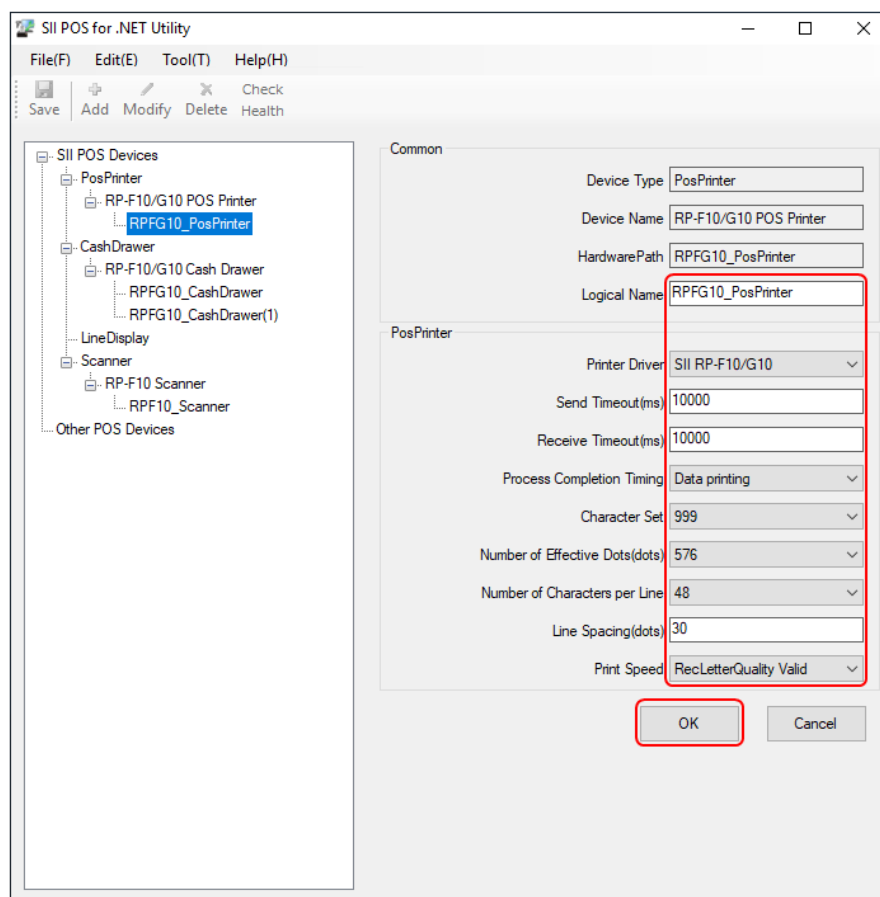 SII POS for .NET Utility
File(F) Edit(E) Tool(T) Help(H)
Save Add Modify Delete Check Health
SII POS Devices
PosPrinter
RP-F10/G10 POS Printer
RPFG10_PosPrinter
CashDrawer
RP-F10/G10 Cash Drawer
RPFG10_CashDrawer
RPFG10_CashDrawer(1)
LineDisplay
Scanner
RP-F10 Scanner
RPF10_Scanner
Other POS Devices
Common
Device Type PosPrinter
Device Name RP-F10/G10 POS Printer
HardwarePath RPFG10_PosPrinter
Logical Name RPFG10_PosPrinter
PosPrinter
Printer Driver SII RP-F10/G10
Send Timeout(ms) 10000
Receive Timeout(ms) 10000
Process Completion Timing Data printing
Character Set 999
Number of Effective Dots(dots) 576
Number of Characters per Line 48
Line Spacing(dots) 30
Print Speed RecLetterQuality Valid
OK Cancel